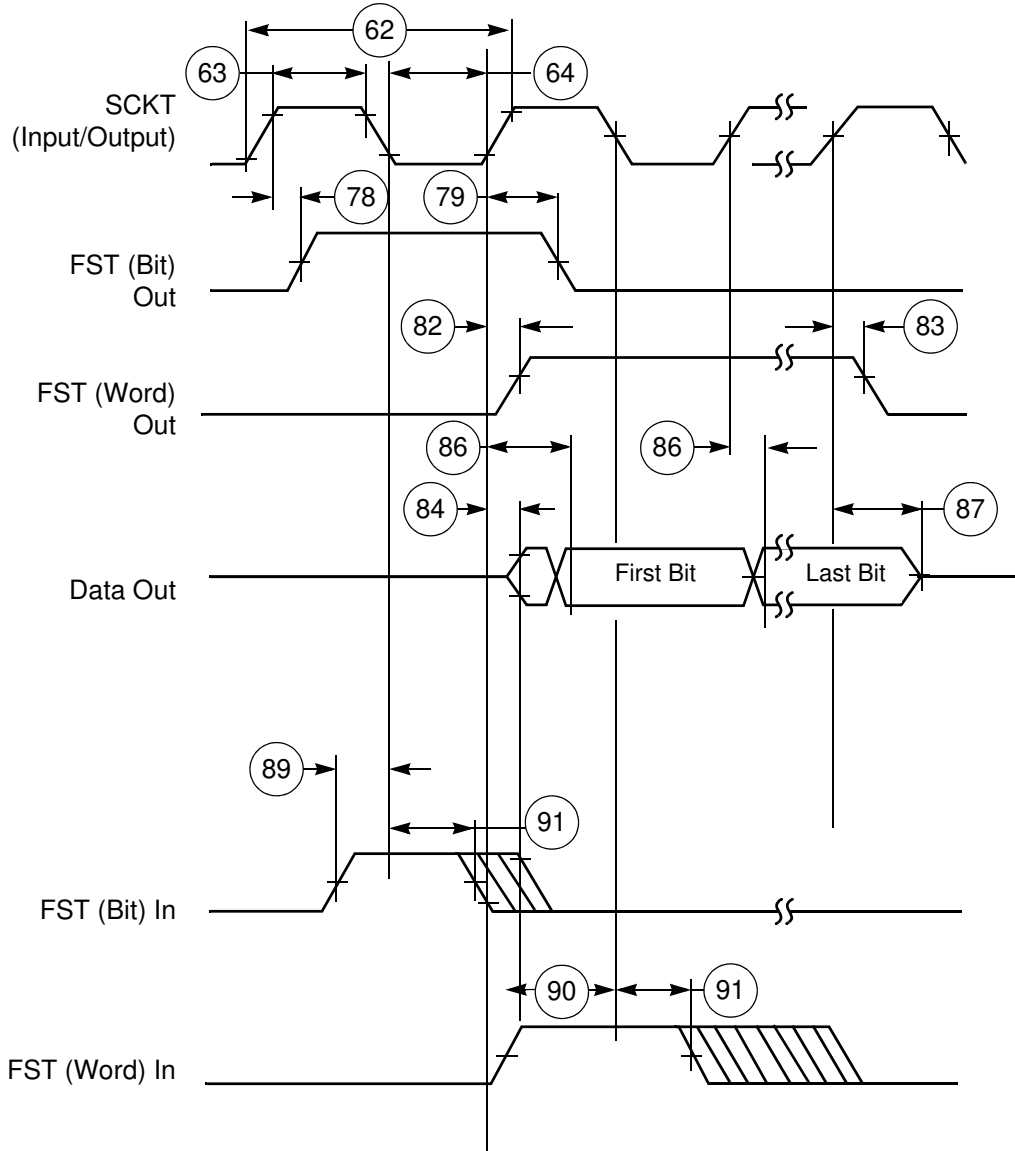 62
63
64
SCKT
(Input/Output)
78
79
FST (Bit)
Out
82
83
FST (Word)
Out
86
86
84
87
Data Out
First Bit
Last Bit
89
91
FST (Bit) In
90
91
FST (Word) In